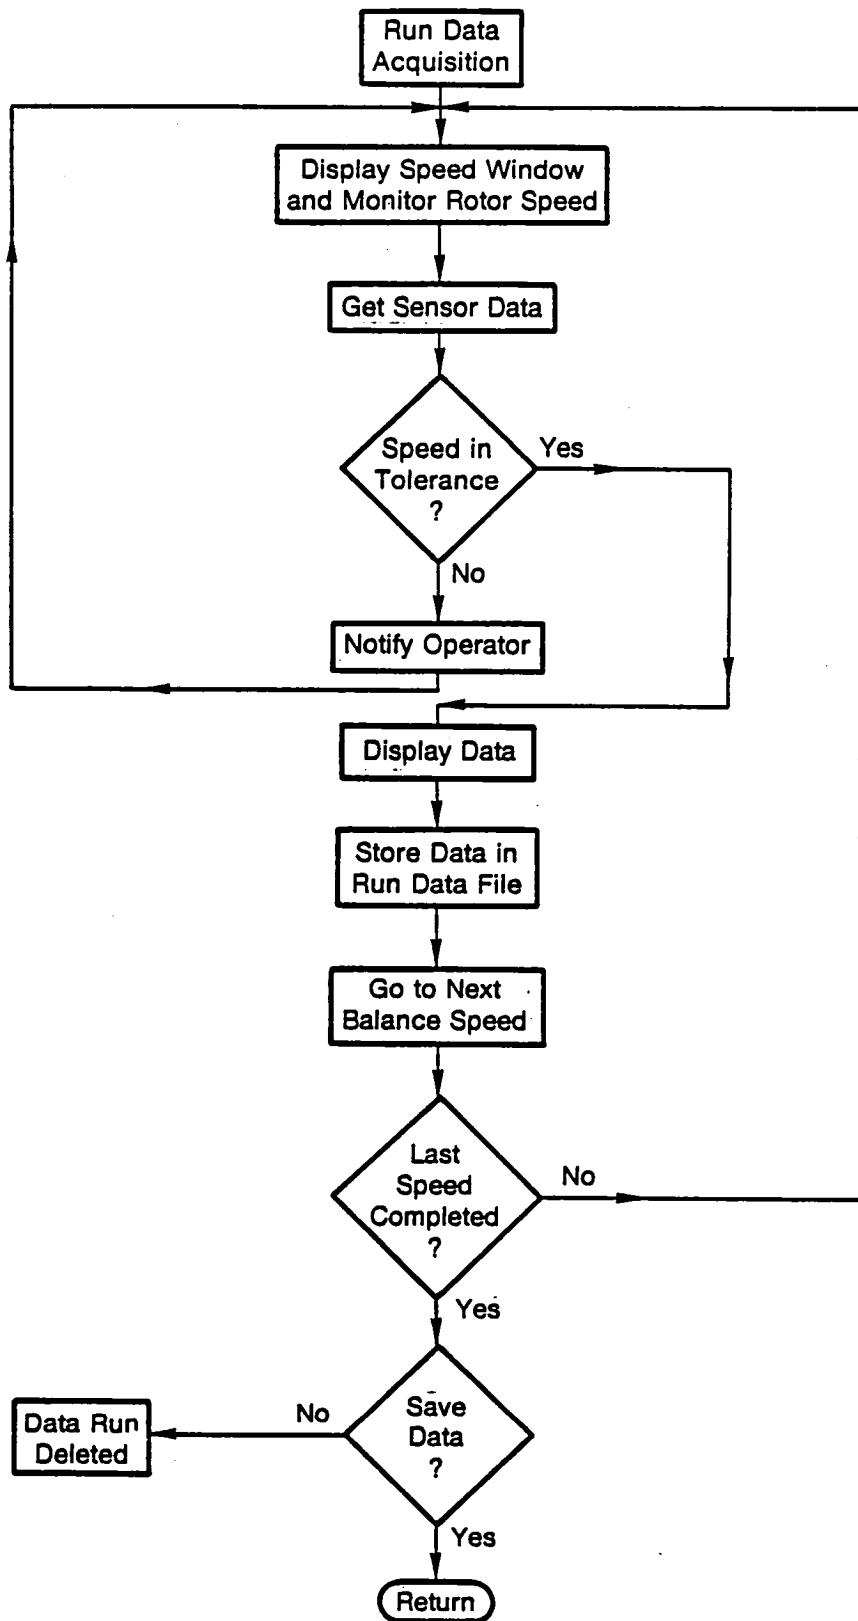 Run Data
Acquisition
Display Speed Window
and Monitor Rotor Speed
Get Sensor Data
Speed in
Tolerance
?
Yes
No
Notify Operator
Display Data
Store Data in
Run Data File
Go to Next
Balance Speed
Last
Speed
Completed
?
No
Yes
Save
Data
?
No
Data Run
Deleted
Yes
Return